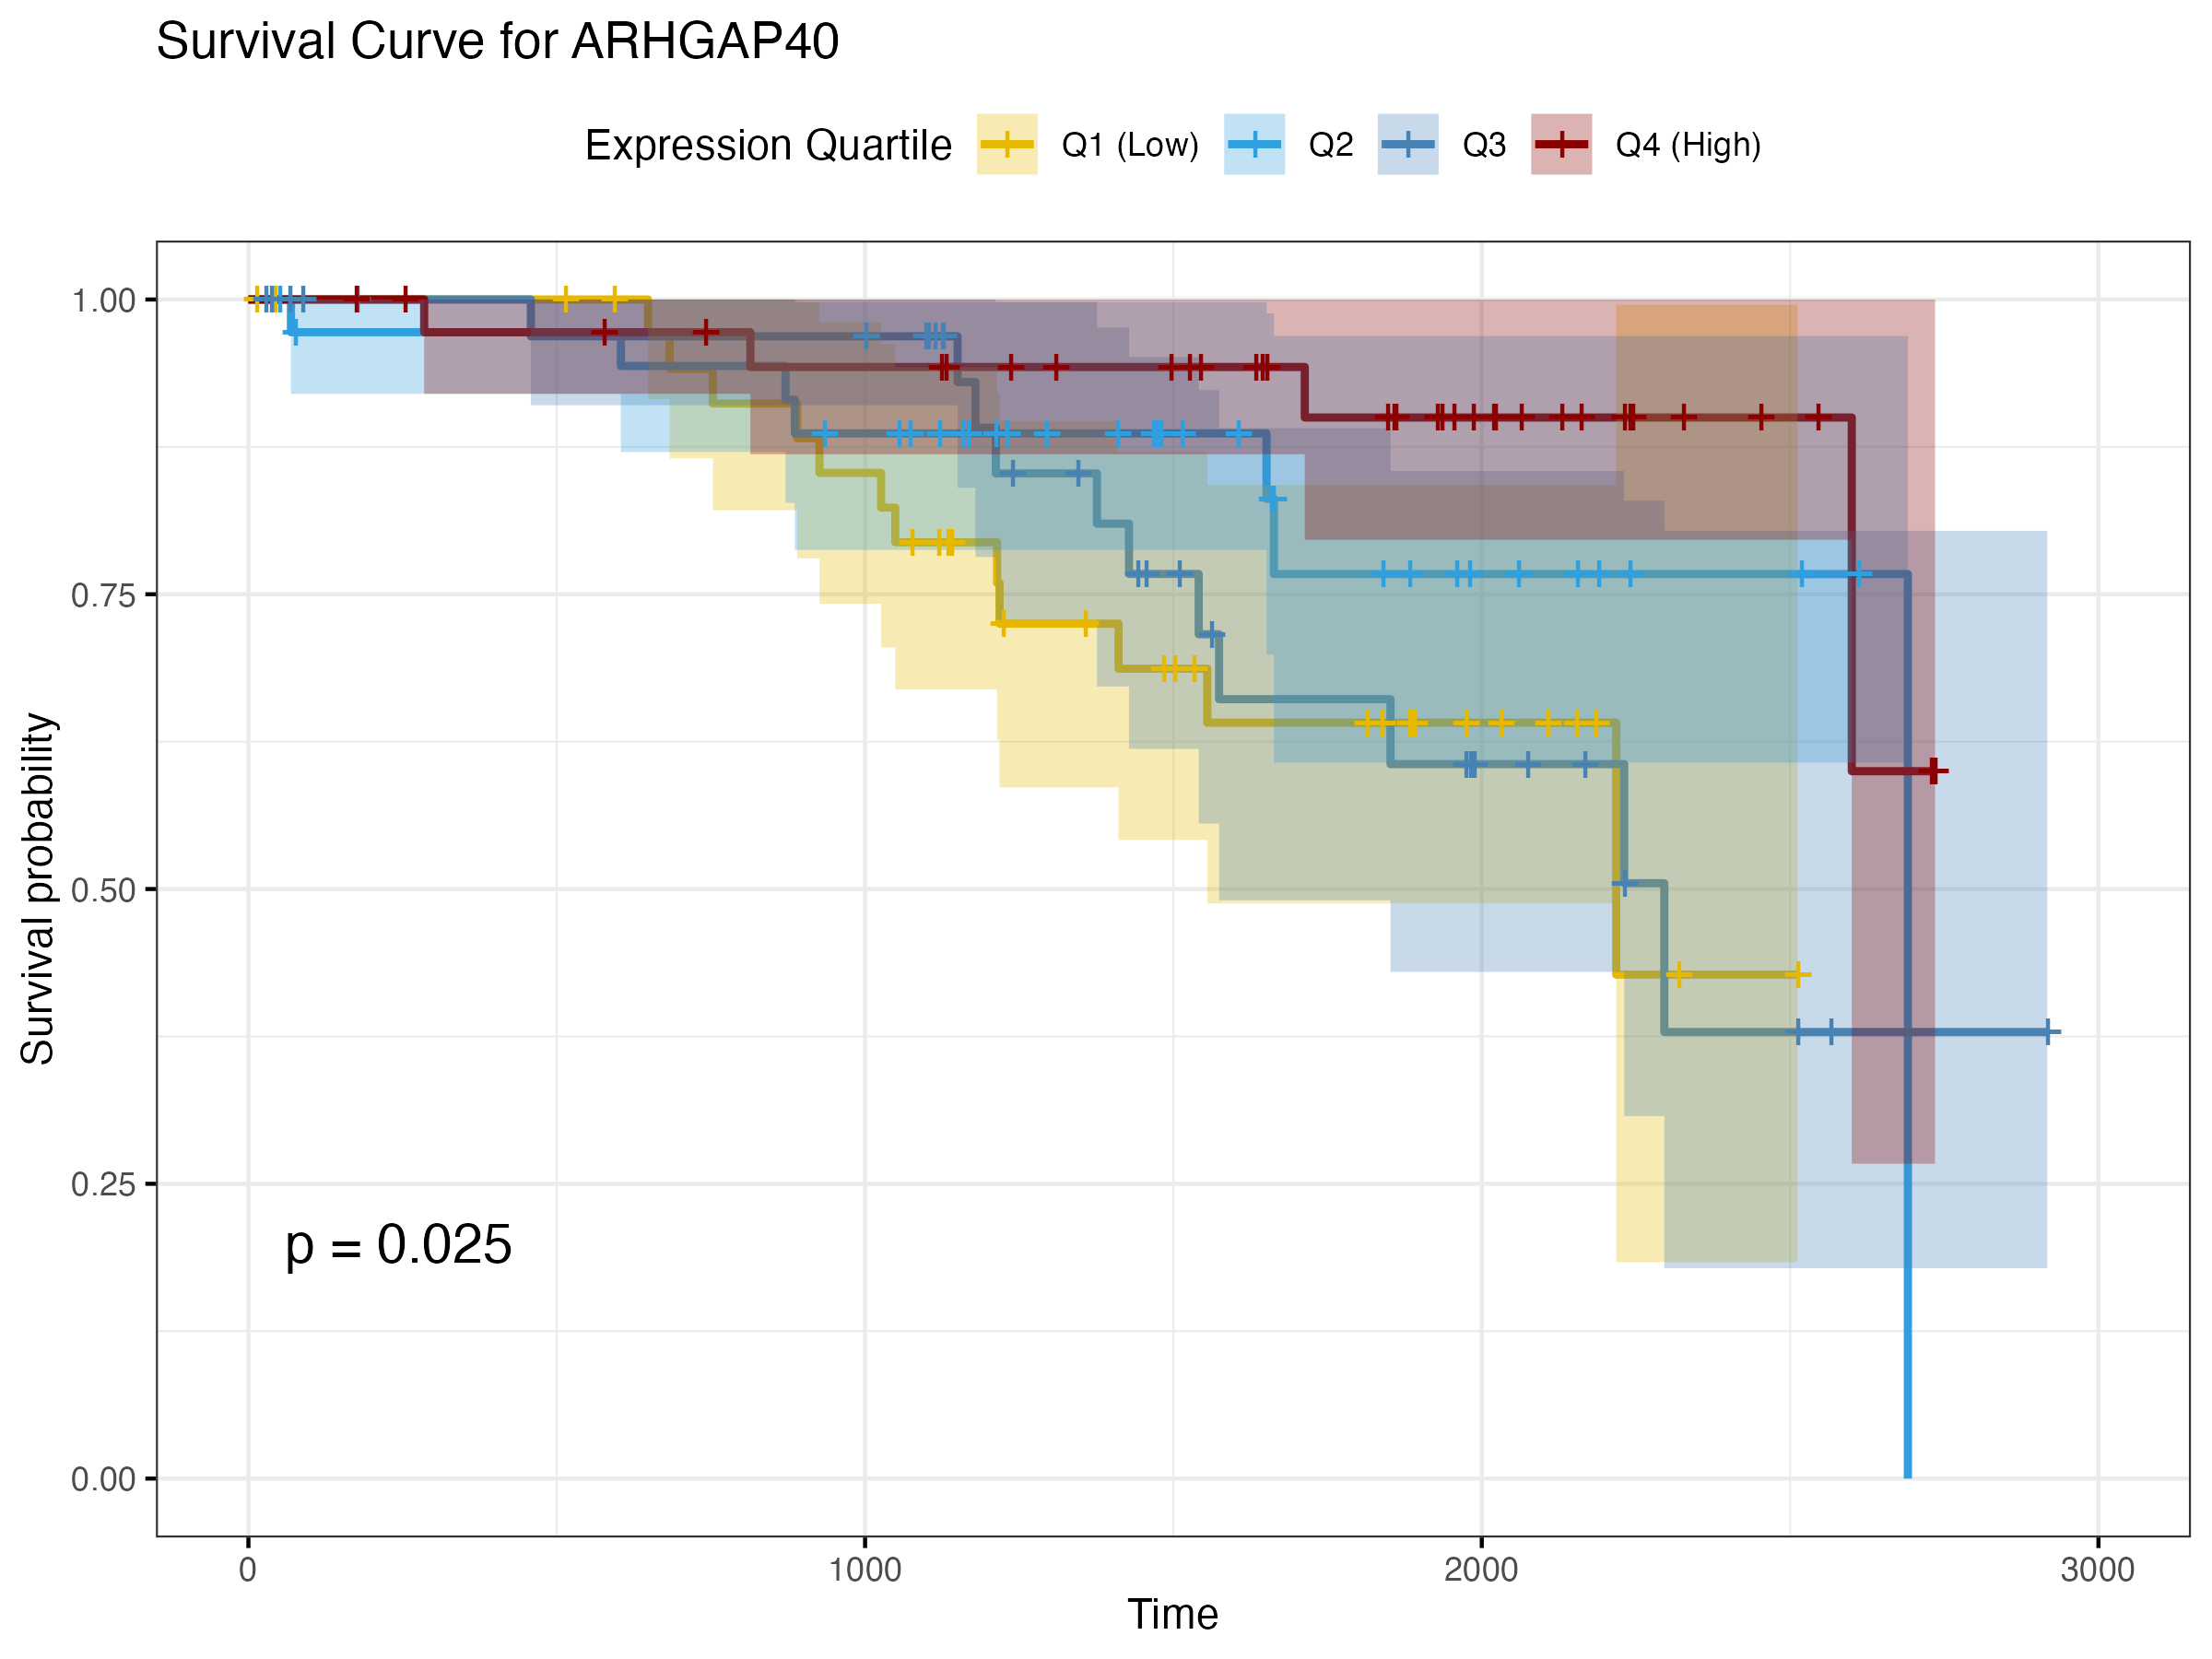 Survival Curve for ARHGAP40
Expression Quartile Q1 (Low) Q2 Q3 Q4 (High)
Survival probability
1.00
0.75
0.50
0.25
0.00
p = 0.025
0 1000 2000 3000
Time